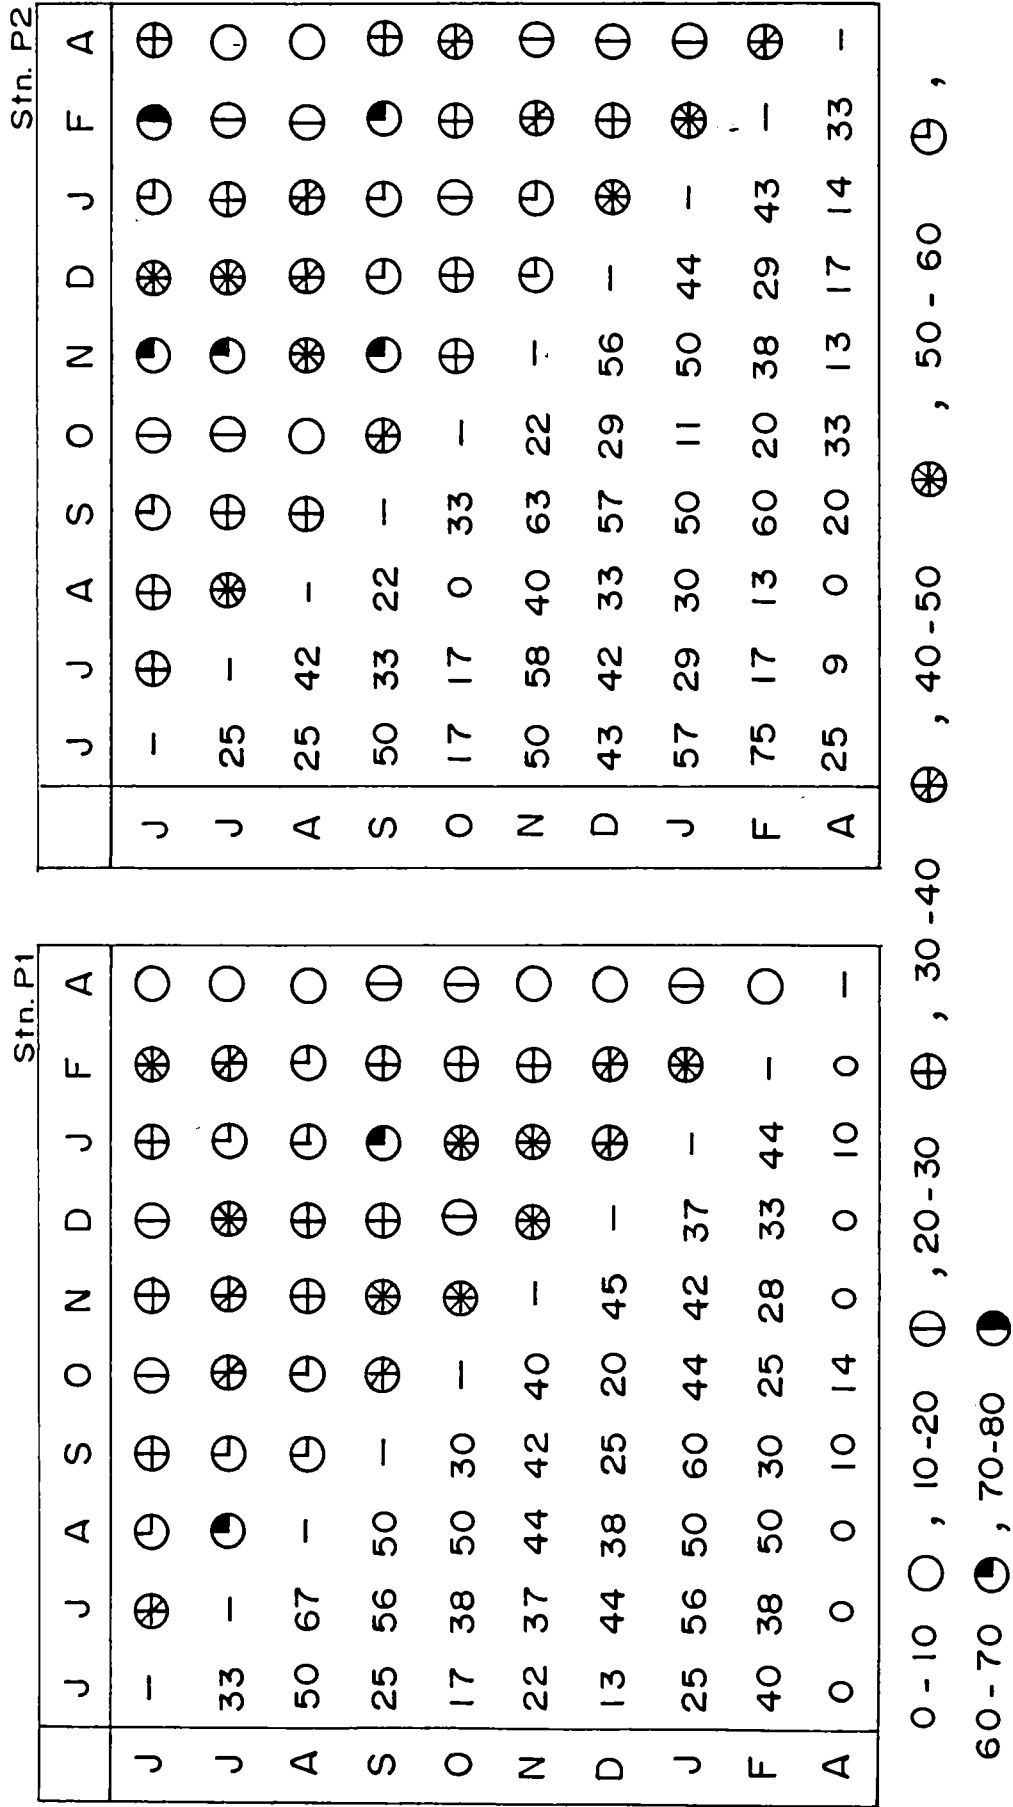 Stn. P1
J J A S O N D J F A
J –
J 33 –
A 50 67 –
S 25 56 50 –
O 17 38 50 30 –
N 22 37 44 42 40 –
D 13 44 38 25 20 45 –
J 25 56 50 60 44 42 37 –
F 40 38 50 30 25 28 33 44 –
A 0 0 0 10 14 0 0 10 0 –
Stn. P2
J J A S O N D J F A
J –
J 25 –
A 25 42 –
S 50 33 22 –
O 17 17 0 33 –
N 50 58 40 63 22 –
D 43 42 33 57 29 56 –
J 57 29 30 50 11 50 44 –
F 75 17 13 60 20 38 29 43 –
A 25 9 0 20 33 13 17 14 33 –
0-10 , 10-20 , 20-30 , 30-40 , 40-50 , 50-60 ,
60-70 , 70-80